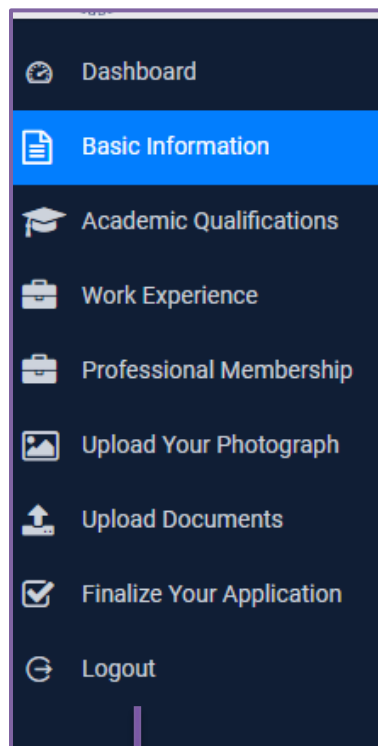 Dashboard
Basic Information
Academic Qualifications
Work Experience
Professional Membership
Upload Your Photograph
Upload Documents
Finalize Your Application
Logout